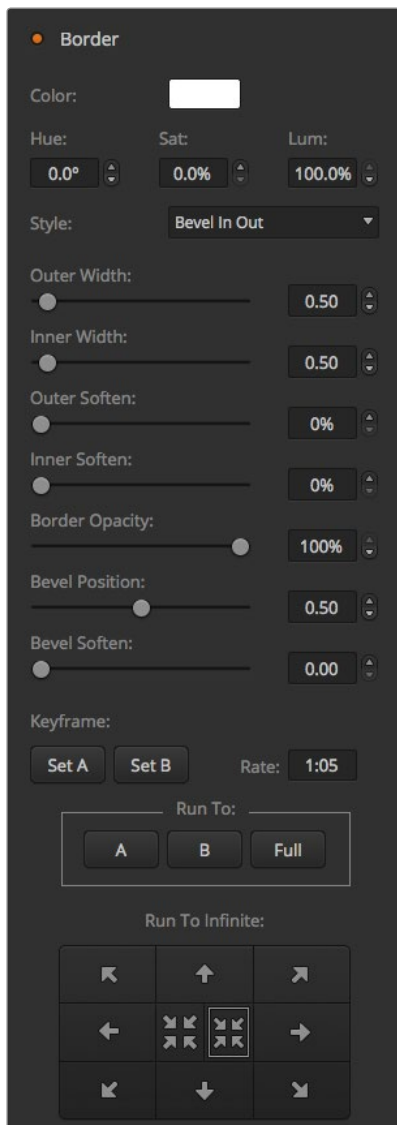 Border
Color:
Hue: Sat: Lum:
0.0° 0.0% 100.0%
Style: Bevel In Out
Outer Width:
0.50
Inner Width:
0.50
Outer Soften:
0%
Inner Soften:
0%
Border Opacity:
100%
Bevel Position:
0.50
Bevel Soften:
0.00
Keyframe:
Set A Set B Rate: 1:05
Run To:
A B Full
Run To Infinite: